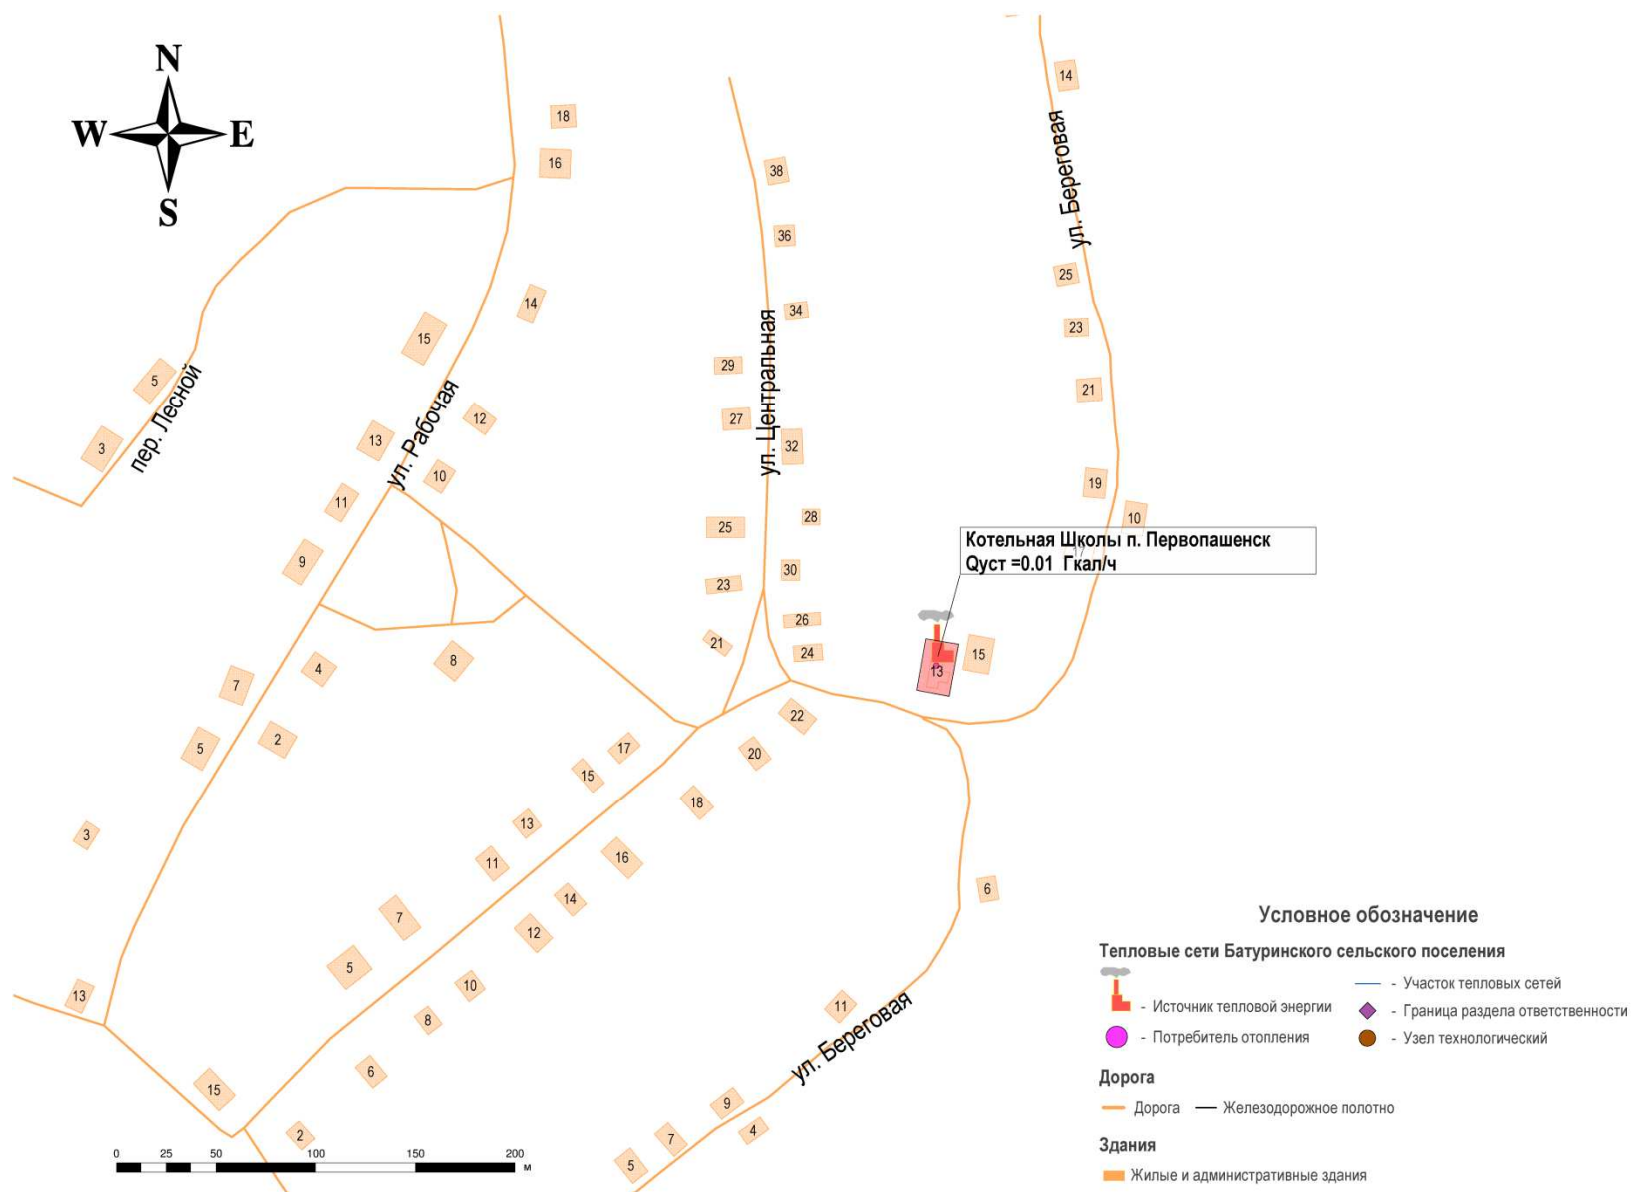 N
W E
S
18
16
14
15
12
13
10
11
9
8
4
7
2
5
3
13
15
5
3
пер. Лесной
ул. Рабочая
38
36
34
29
27
32
25
28
23
30
26
21
24
22
20
17
15
18
13
16
11
14
7
12
5
10
8
6
2
ул. Центральная
14
ул. Береговая
25
23
21
19
10
17
Котельная Школы п. Первопашенск
Qуст =0.01 Гкал/ч
15
13
6
11
ул. Береговая
9
4
7
5
0 25 50 100 150 200
м
Условное обозначение
Тепловые сети Батуринского сельского поселения
- Источник тепловой энергии
- Потребитель отопления
- Участок тепловых сетей
- Граница раздела ответственности
- Узел технологический
Дорога
Дорога
- Железодорожное полотно
Здания
Жилые и административные здания